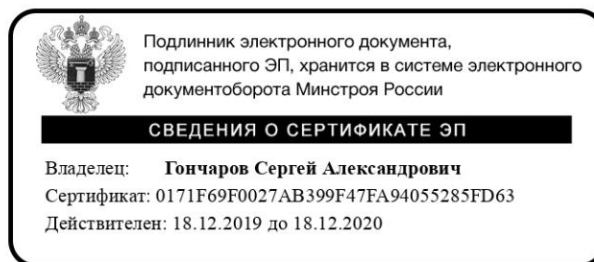 Подлинник электронного документа,
подписанного ЭП, хранится в системе электронного
документоборота Минстроя России
СВЕДЕНИЯ О СЕРТИФИКАТЕ ЭП
Владелец: Гончаров Сергей Александрович
Сертификат: 0171F69F0027AB399F47FA94055285FD63
Действителен: 18.12.2019 до 18.12.2020